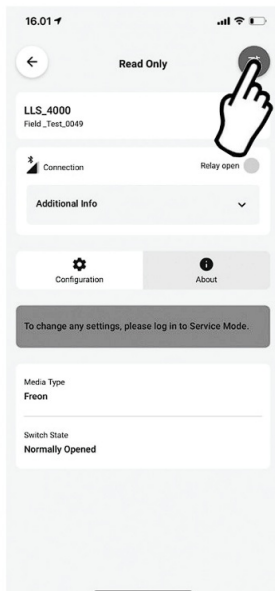 16.01
Read Only
LLS_4000
Field _Test_0049
Connection
Relay open
Additional Info
Configuration
About
To change any settings, please log in to Service Mode.
Media Type
Freon
Switch State
Normally Opened